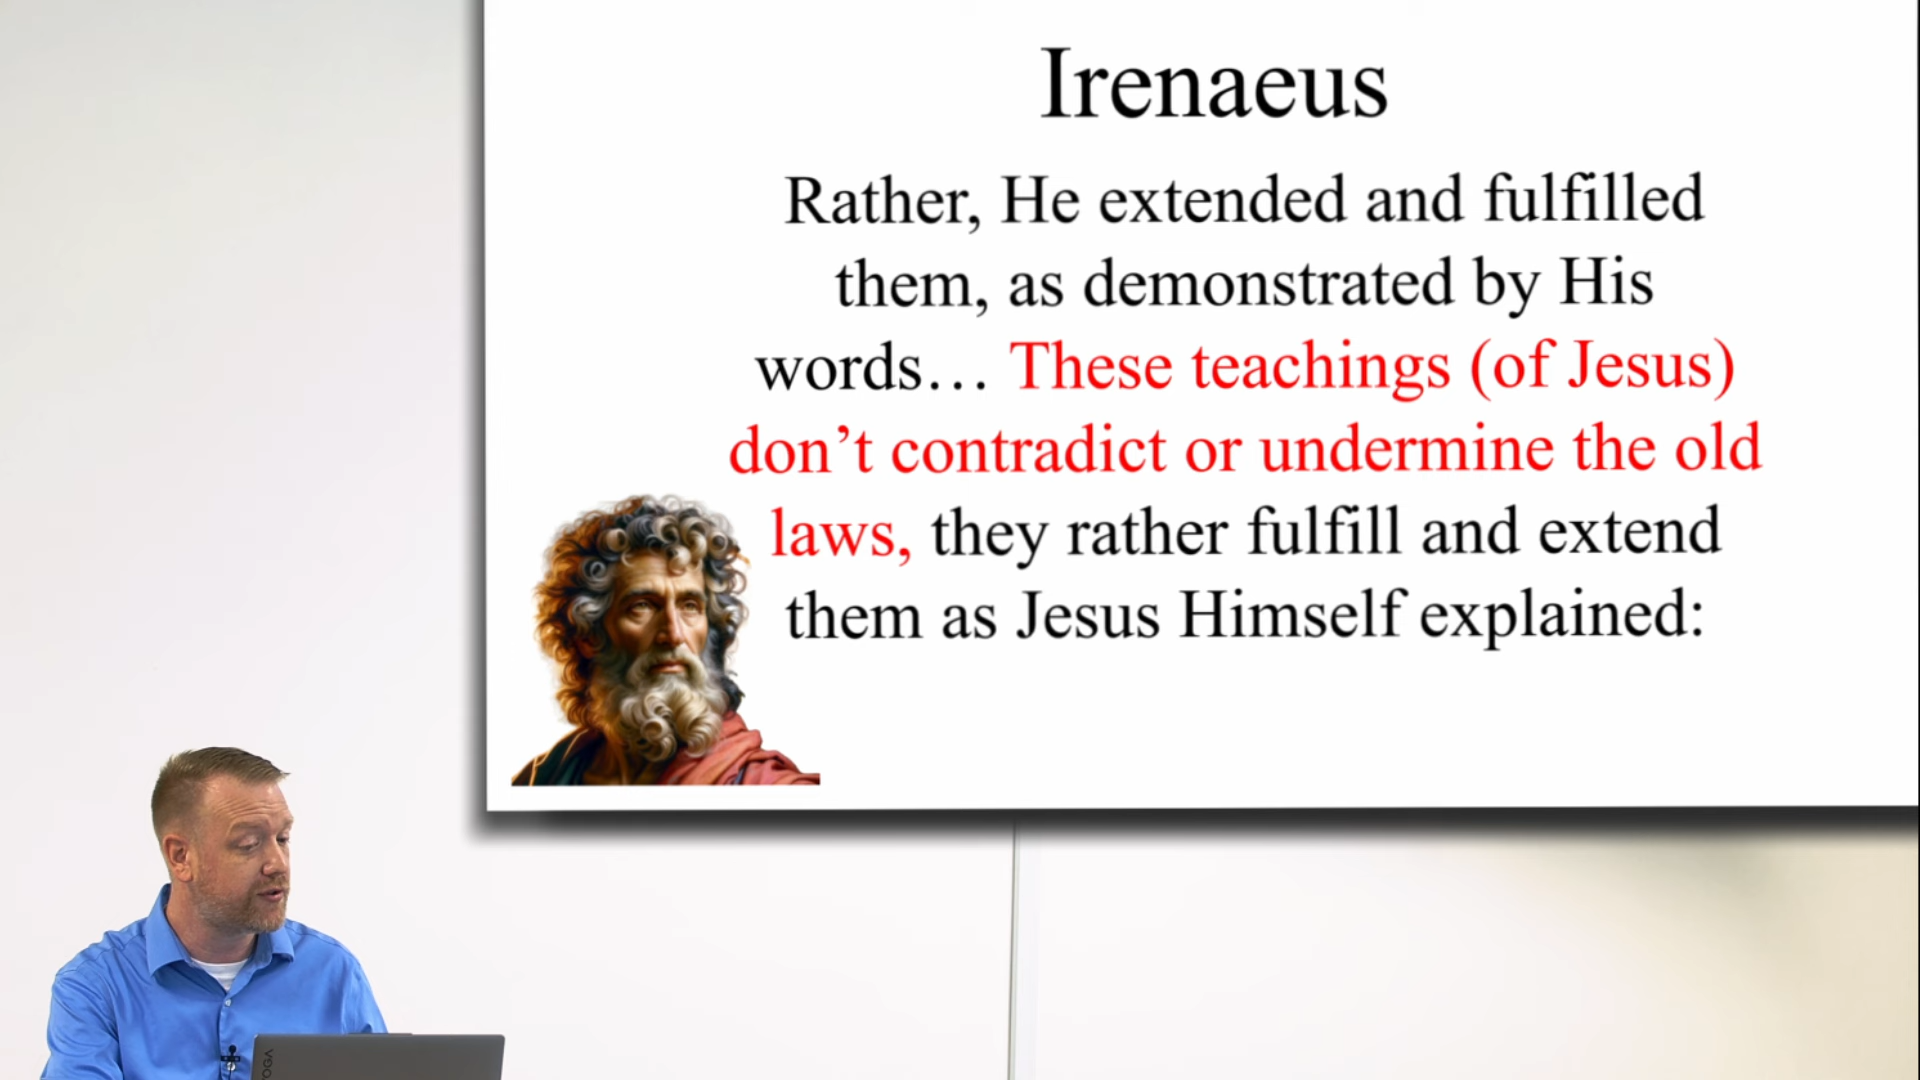 Irenaeus
Rather, He extended and fulfilled
them, as demonstrated by His
words… These teachings (of Jesus)
don’t contradict or undermine the old
laws, they rather fulfill and extend
them as Jesus Himself explained:
YOGA